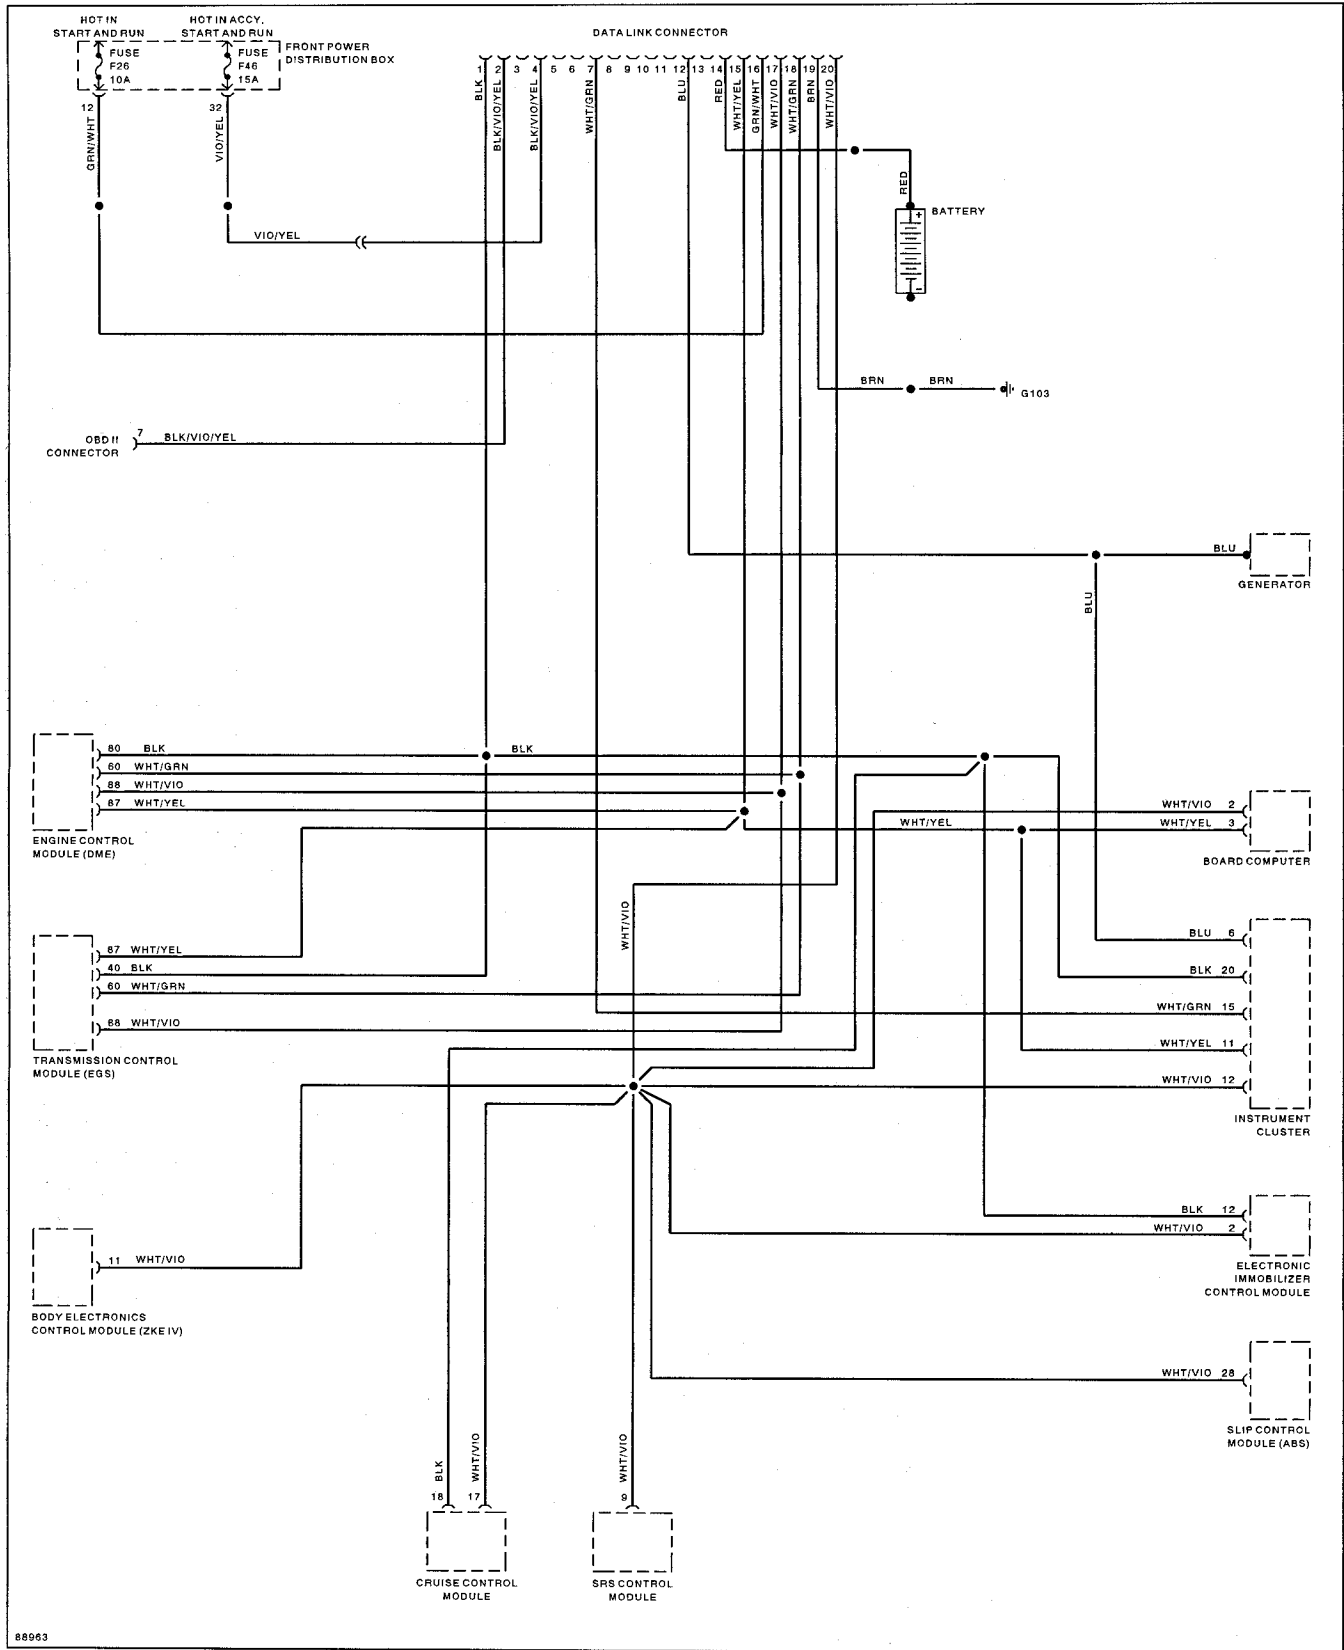 HOT IN
START AND RUN
HOT IN ACCY,
START AND RUN
FUSE
F26
10A
FUSE
F46
15A
FRONT POWER
DISTRIBUTION BOX
12
GRN/WHT
32
VIO/YEL
VIO/YEL
DATA LINK CONNECTOR
1 2 3 4 5 6 7 8 9 10 11 12 13 14 15 16 17 18 19 20
BLK
BLK/VIO/YEL
BLK/VIO/YEL
WHT/GRN
BLU
RED
WHT/YEL
GRN/WHT
WHT/VIO
WHT/GRN
BRN
WHT/VIO
RED
BATTERY
+
-
BRN
BRN
G103
OBD II
CONNECTOR
7
BLK/VIO/YEL
BLU
GENERATOR
BLU
80 BLK
BLK
60 WHT/GRN
88 WHT/VIO
87 WHT/YEL
ENGINE CONTROL
MODULE (DME)
WHT/YEL
WHT/VIO 2
WHT/YEL 3
BOARD COMPUTER
WHT/VIO
87 WHT/YEL
40 BLK
60 WHT/GRN
88 WHT/VIO
TRANSMISSION CONTROL
MODULE (EGS)
BLU 6
BLK 20
WHT/GRN 15
WHT/YEL 11
WHT/VIO 12
INSTRUMENT
CLUSTER
BLK 12
WHT/VIO 2
ELECTRONIC
IMMOBILIZER
CONTROL MODULE
11 WHT/VIO
BODY ELECTRONICS
CONTROL MODULE (ZKE IV)
WHT/VIO 28
SLIP CONTROL
MODULE (ABS)
BLK
18
WHT/VIO
17
WHT/VIO
9
CRUISE CONTROL
MODULE
SRS CONTROL
MODULE
88963